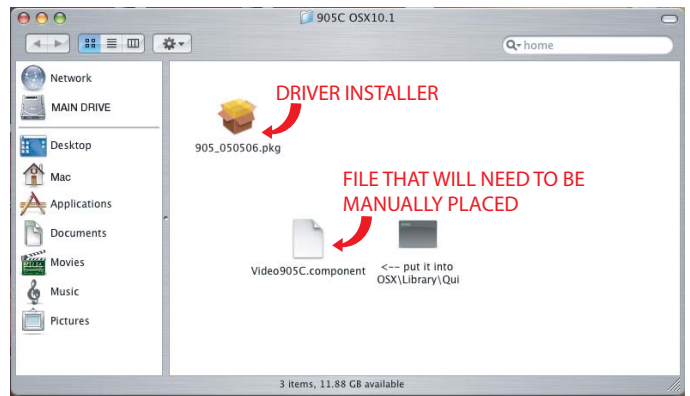 905C OSX10.1
home
Network
MAIN DRIVE
Desktop
Mac
Applications
Documents
Movies
Music
Pictures
DRIVER INSTALLER
905_050506.pkg
FILE THAT WILL NEED TO BE
MANUALLY PLACED
Video905C.component
<-- put it into
OSX\Library\Qui
3 items, 11.88 GB available